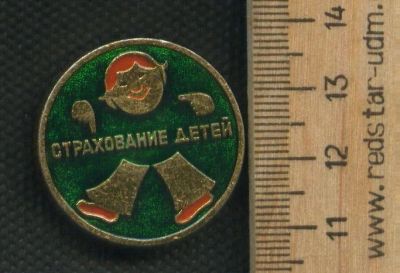 СТРАХОВАНИЕ ДЕТЕЙ
11 12 13 14
www.redstar-udm.